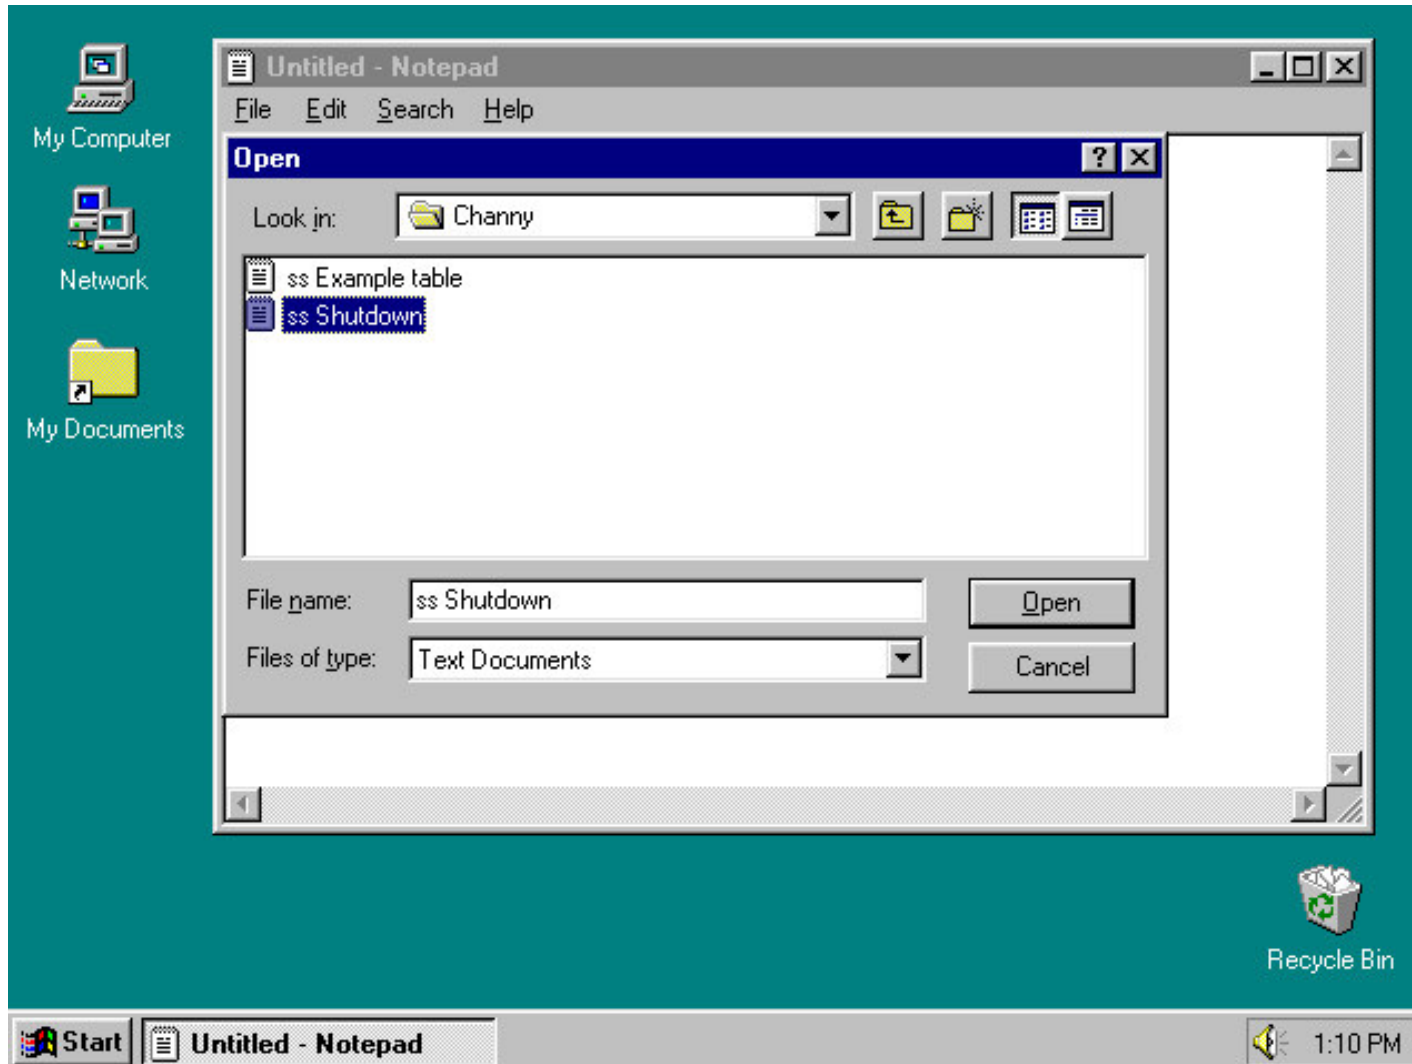 My Computer
Network
My Documents
Untitled - Notepad
File Edit Search Help
Open
Look in: Channy
ss Example table
ss Shutdown
File name: ss Shutdown
Open
Files of type: Text Documents
Cancel
Recycle Bin
Start Untitled - Notepad 1:10 PM